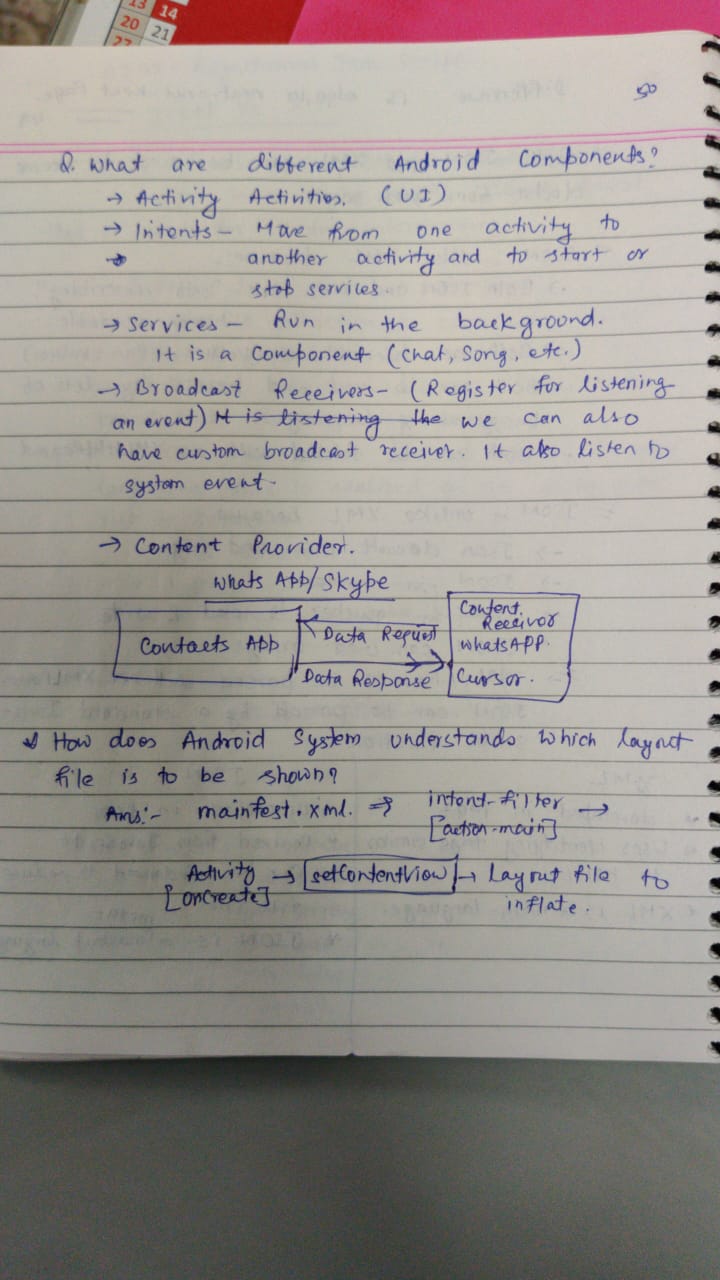 13 14
20 21
27
50
Q. What are different Android Components?
→ Activity Activities. (UI)
→ Intents - Move from one activity to
→ another activity and to start or
stop services
→ Services - Run in the background.
It is a Component (Chat, Song, etc.)
→ Broadcast Receivers - (Register for listening
an event) It is listening the we can also
have custom broadcast receiver. It also listen to
system event.
→ Content Provider.
Whats App/Skype
Contacts App
Data Request
Data Response
Content
Receivor
WhatsAPP.
Cursor.
How does Android System understands which layout
file is to be shown?
Ans:- mainfest.xml. ⇒ intent-filter →
[action-main]
Activity → setContentView → Layout file to
[onCreate] inflate.